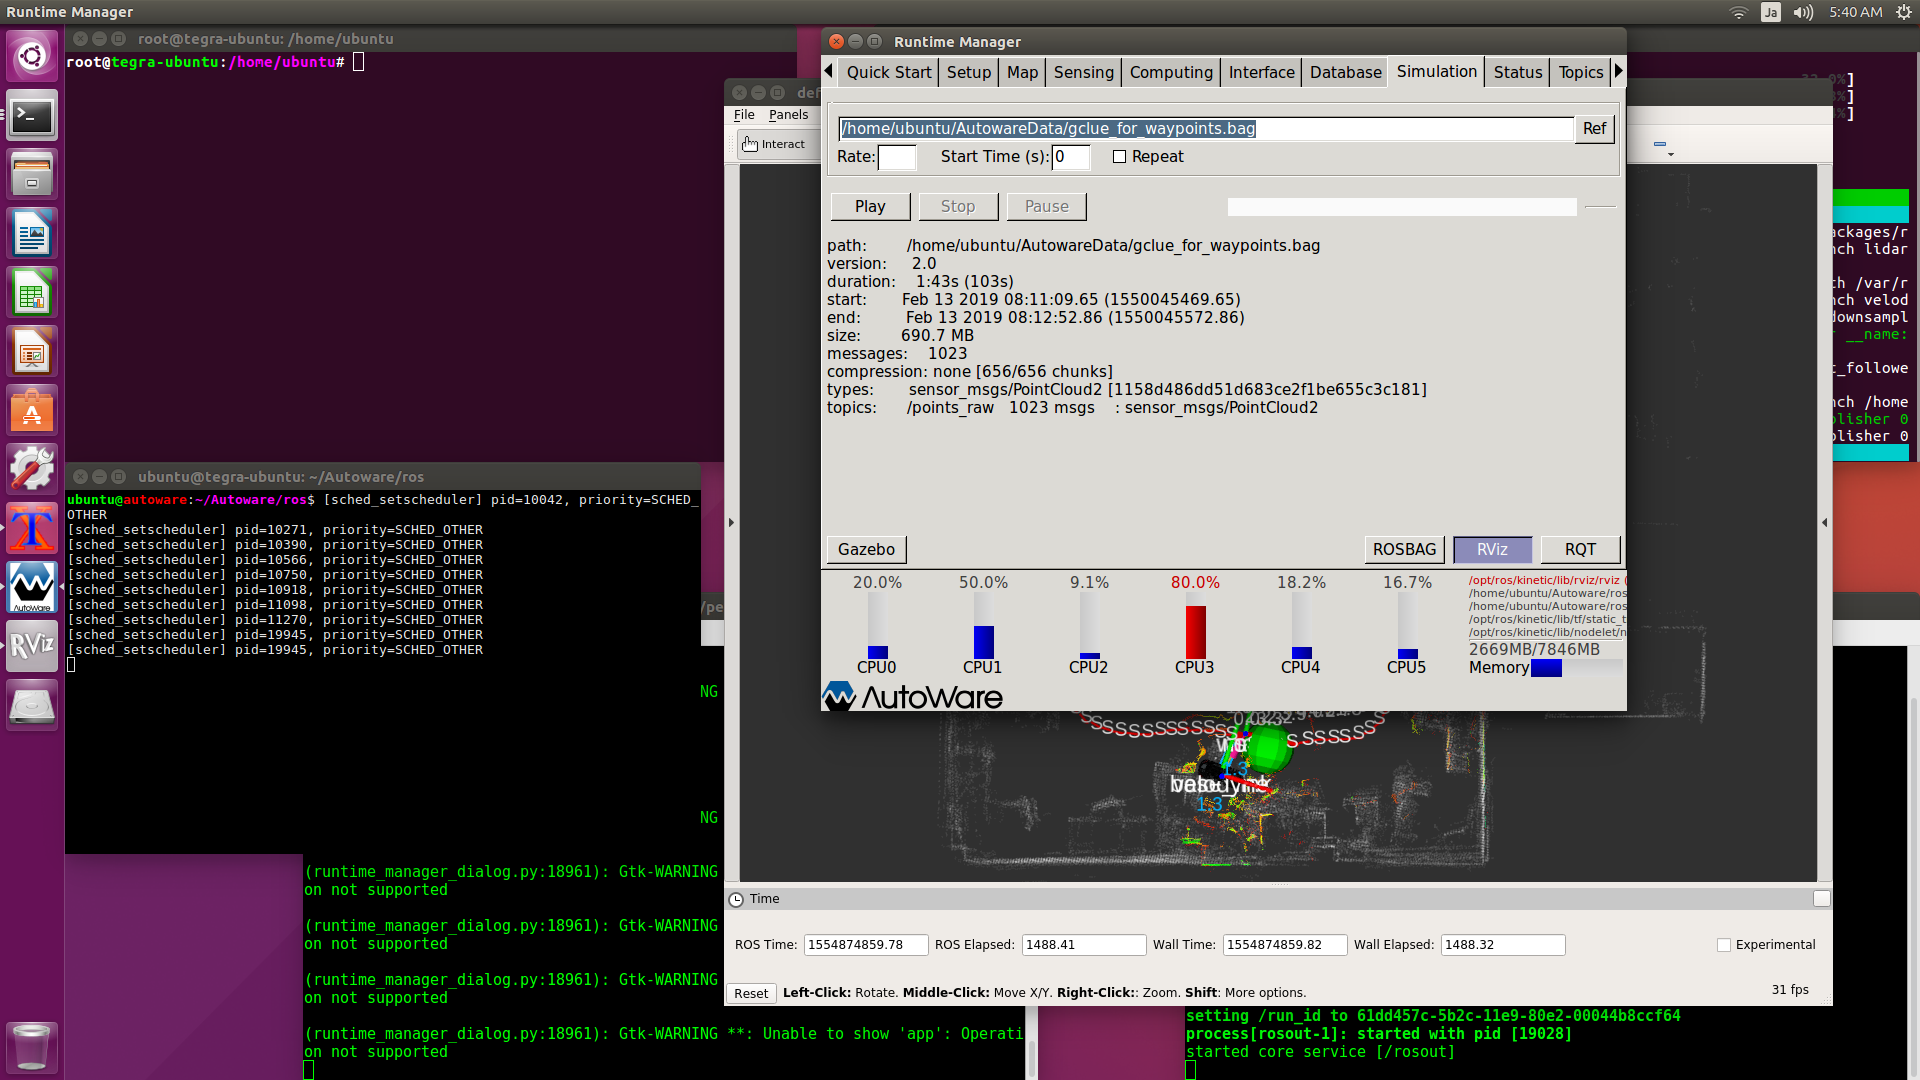 Runtime Manager
Ja
5:40 AM
root@tegra-ubuntu: /home/ubuntu
root@tegra-ubuntu:/home/ubuntu#
Runtime Manager
Quick Start Setup Map Sensing Computing Interface Database Simulation Status Topics
/home/ubuntu/AutowareData/gclue_for_waypoints.bag
Ref
Rate: Start Time (s): 0 Repeat
Play Stop Pause
path: /home/ubuntu/AutowareData/gclue_for_waypoints.bag
version: 2.0
duration: 1:43s (103s)
start: Feb 13 2019 08:11:09.65 (1550045469.65)
end: Feb 13 2019 08:12:52.86 (1550045572.86)
size: 690.7 MB
messages: 1023
compression: none [656/656 chunks]
types: sensor_msgs/PointCloud2 [1158d486dd51d683ce2f1be655c3c181]
topics: /points_raw 1023 msgs : sensor_msgs/PointCloud2
Gazebo ROSBAG RViz RQT
20.0% 50.0% 9.1% 80.0% 18.2% 16.7%
CPU0 CPU1 CPU2 CPU3 CPU4 CPU5
/opt/ros/kinetic/lib/rviz/rviz (
/home/ubuntu/Autoware/ros
/home/ubuntu/Autoware/ros
/opt/ros/kinetic/lib/tf/static_t
/opt/ros/kinetic/lib/nodelet/n
2669MB/7846MB
Memory
AutoWare
def
File Panels
Interact
ackages/r
nch lidar
th /var/r
nch velod
downsampl
__name:
t_followe
nch /home
blisher 0
blisher 0
ubuntu@tegra-ubuntu: ~/Autoware/ros
ubuntu@autoware:~/Autoware/ros$ [sched_setscheduler] pid=10042, priority=SCHED_
OTHER
[sched_setscheduler] pid=10271, priority=SCHED_OTHER
[sched_setscheduler] pid=10390, priority=SCHED_OTHER
[sched_setscheduler] pid=10566, priority=SCHED_OTHER
[sched_setscheduler] pid=10750, priority=SCHED_OTHER
[sched_setscheduler] pid=10918, priority=SCHED_OTHER
[sched_setscheduler] pid=11098, priority=SCHED_OTHER
[sched_setscheduler] pid=11270, priority=SCHED_OTHER
[sched_setscheduler] pid=19945, priority=SCHED_OTHER
[sched_setscheduler] pid=19945, priority=SCHED_OTHER
/pe
NG
NG
(runtime_manager_dialog.py:18961): Gtk-WARNING
on not supported
(runtime_manager_dialog.py:18961): Gtk-WARNING
on not supported
(runtime_manager_dialog.py:18961): Gtk-WARNING
on not supported
(runtime_manager_dialog.py:18961): Gtk-WARNING **: Unable to show 'app': Operati
on not supported
1.3
1.3
Time
ROS Time: 1554874859.78 ROS Elapsed: 1488.41 Wall Time: 1554874859.82 Wall Elapsed: 1488.32 Experimental
Reset Left-Click: Rotate. Middle-Click: Move X/Y. Right-Click:: Zoom. Shift: More options. 31 fps
setting /run_id to 61dd457c-5b2c-11e9-80e2-00044b8ccf64
process[rosout-1]: started with pid [19028]
started core service [/rosout]
AutoWare
RViz